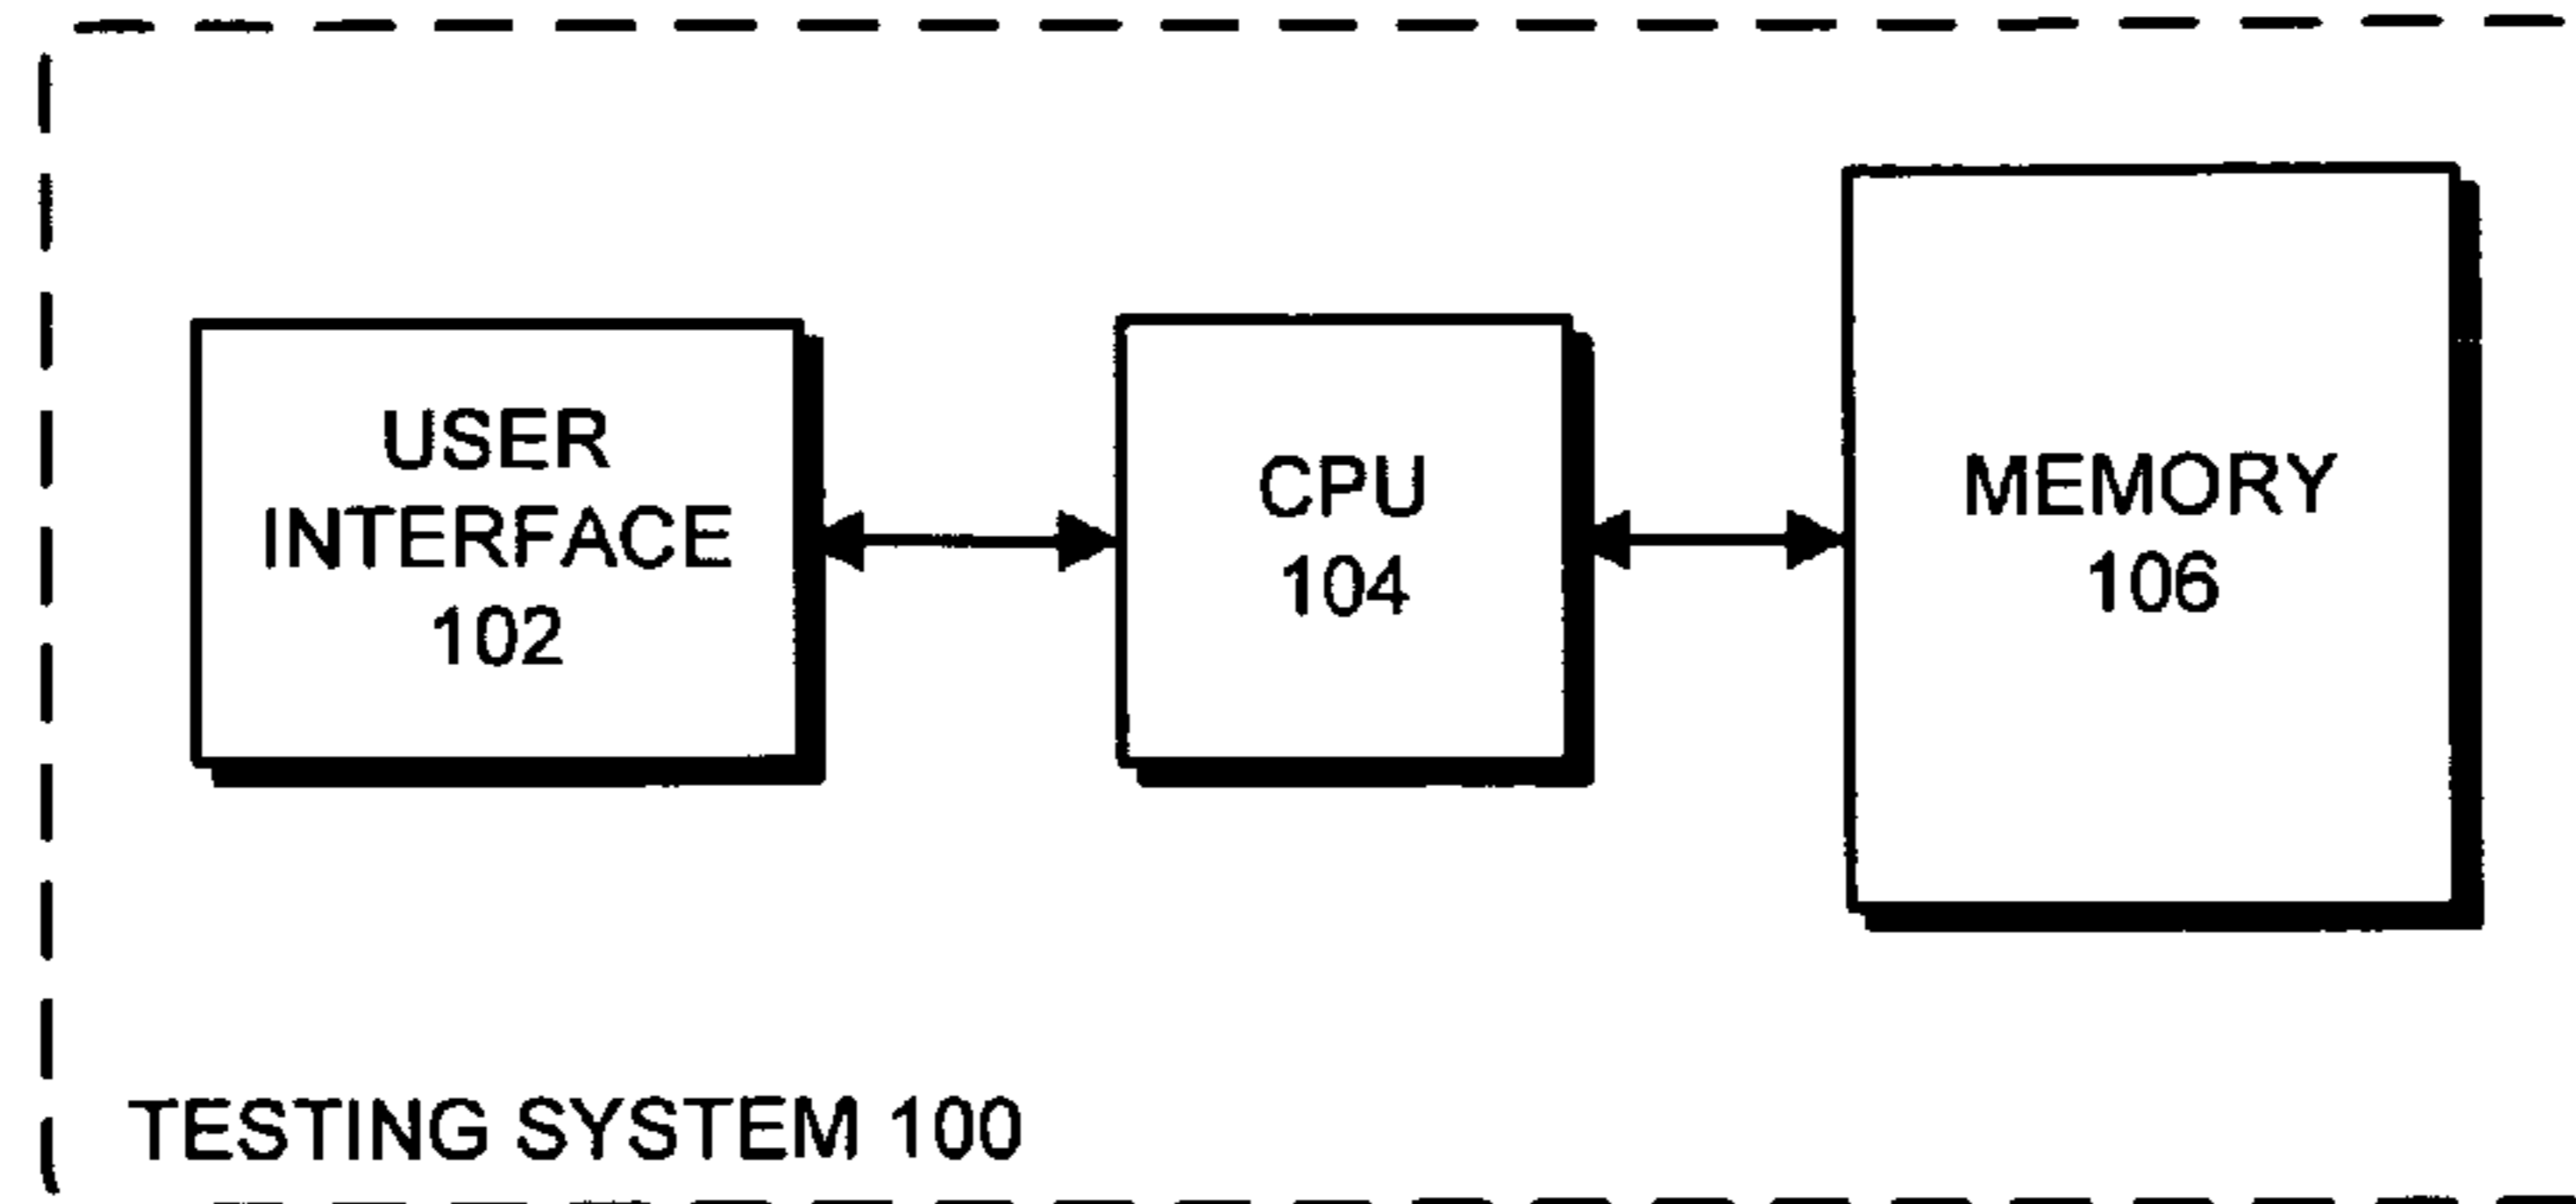 USER
INTERFACE
102
CPU
104
MEMORY
106
TESTING SYSTEM 100